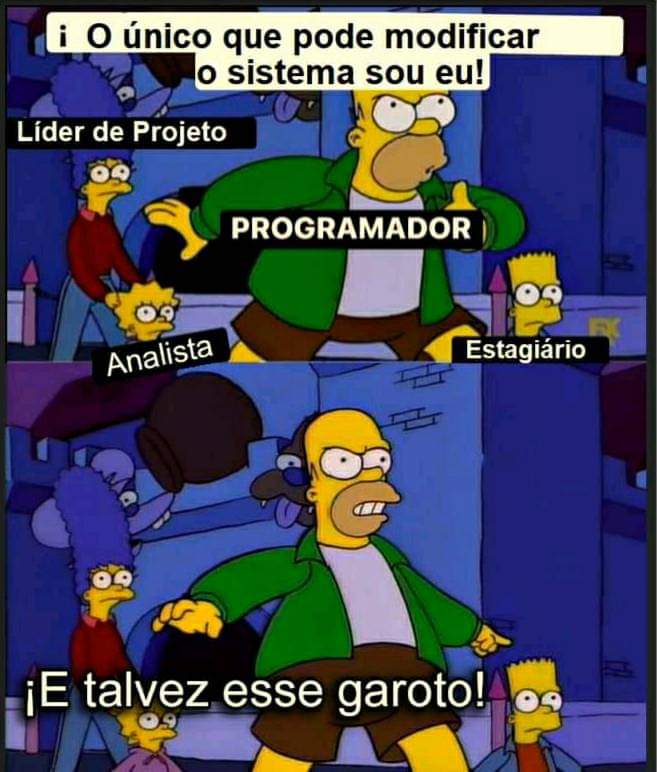 ¡ O único que pode modificar
o sistema sou eu!
Líder de Projeto
PROGRAMADOR
Analista
Estagiário
FX
¡E talvez esse garoto!